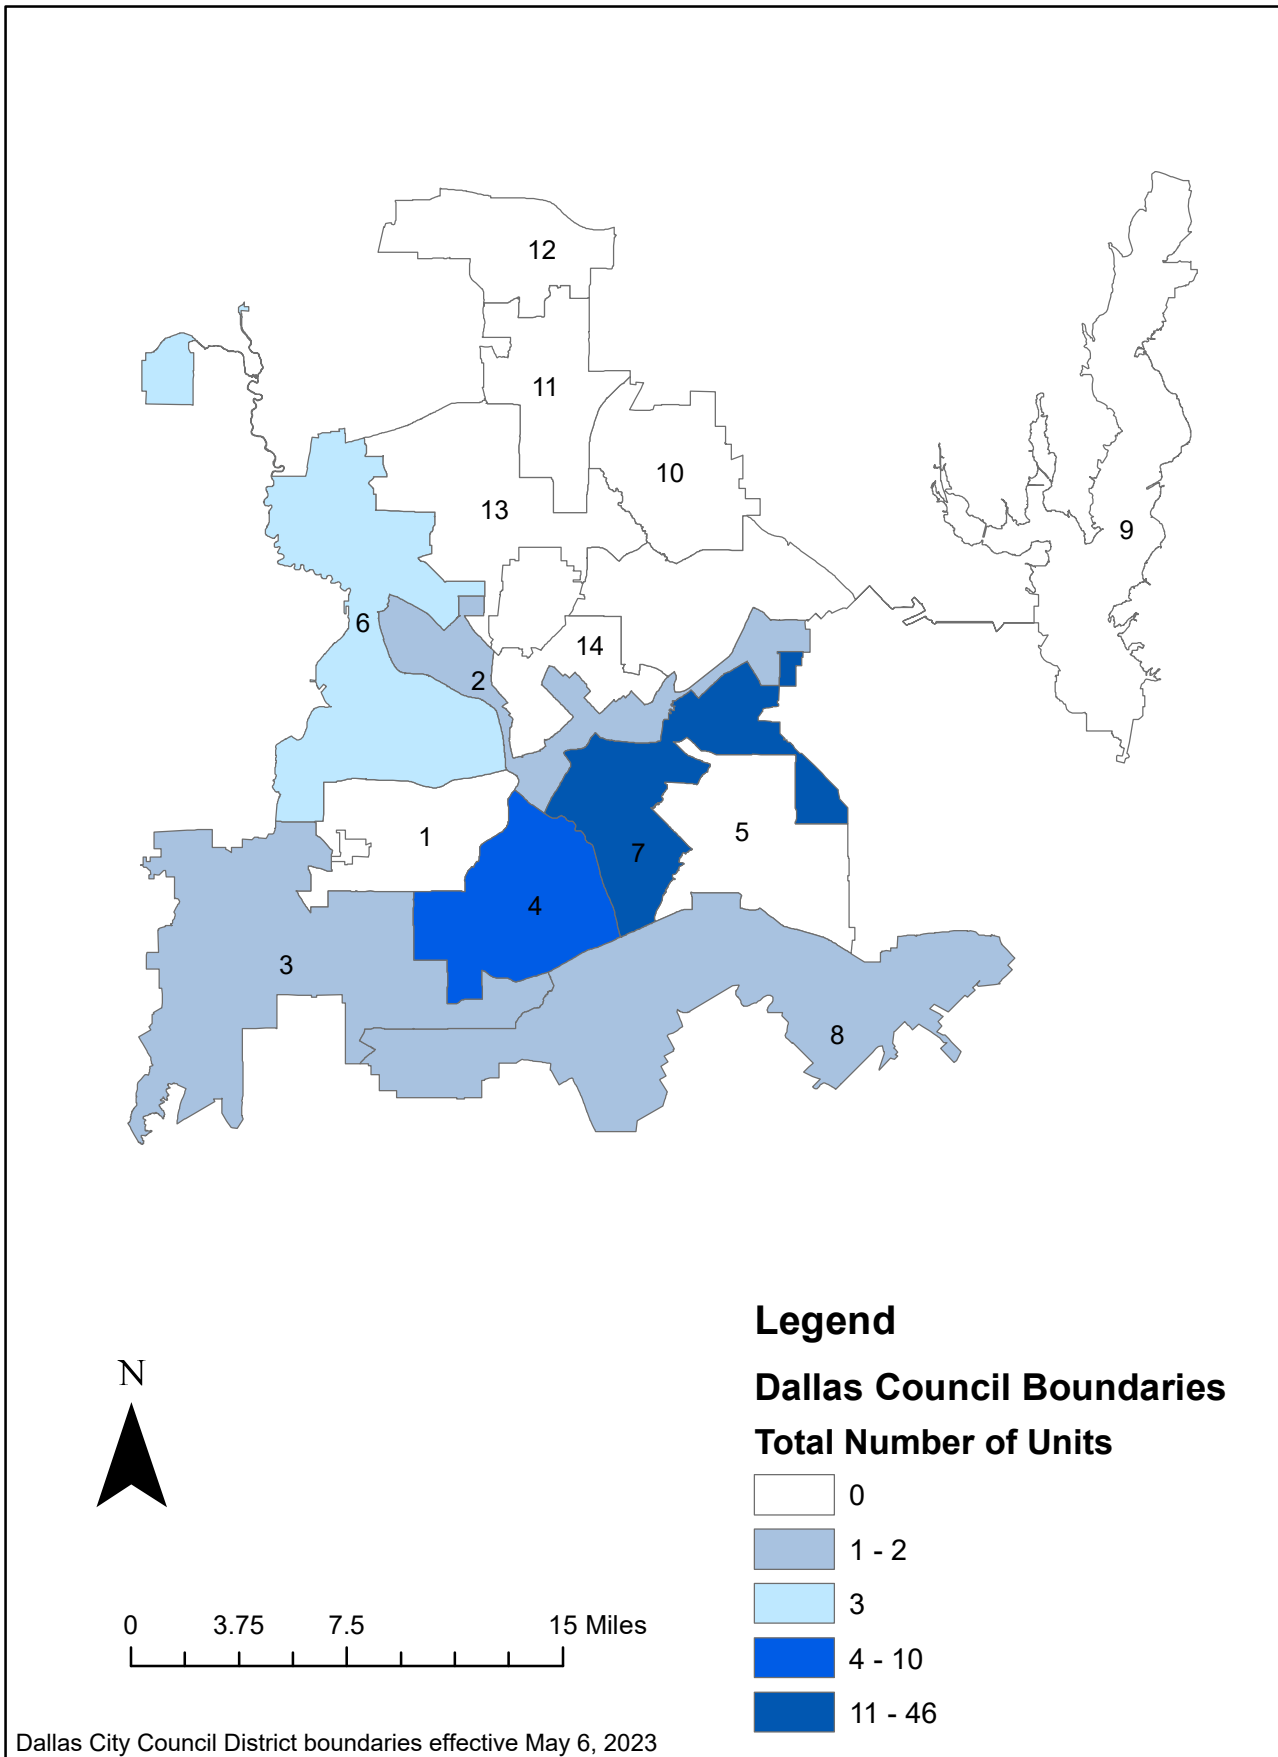 12
11
10
13
9
6
14
2
1
5
7
4
3
8
Legend
Dallas Council Boundaries
Total Number of Units
0
1 - 2
3
4 - 10
11 - 46
N
0 3.75 7.5 15 Miles
Dallas City Council District boundaries effective May 6, 2023